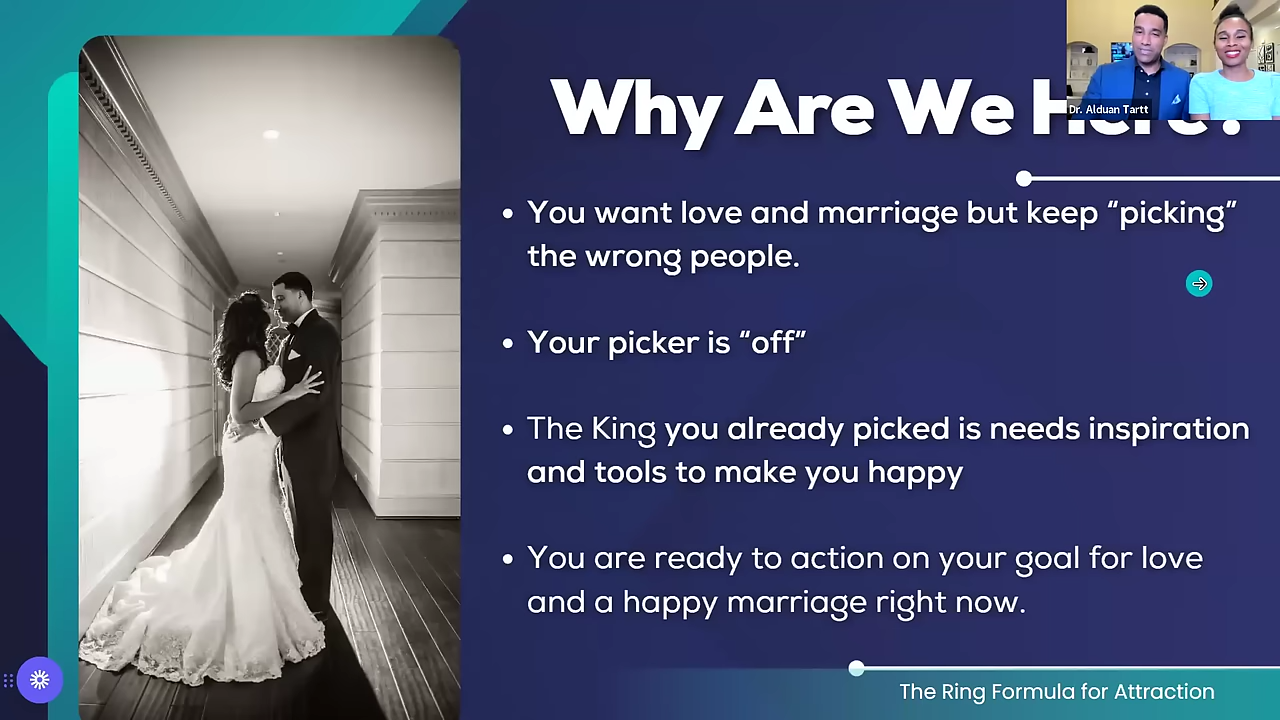 Why Are We Here?
Dr. Alduan Tartt
• You want love and marriage but keep “picking”
the wrong people.
• Your picker is “off”
• The King you already picked is needs inspiration
and tools to make you happy
• You are ready to action on your goal for love
and a happy marriage right now.
The Ring Formula for Attraction